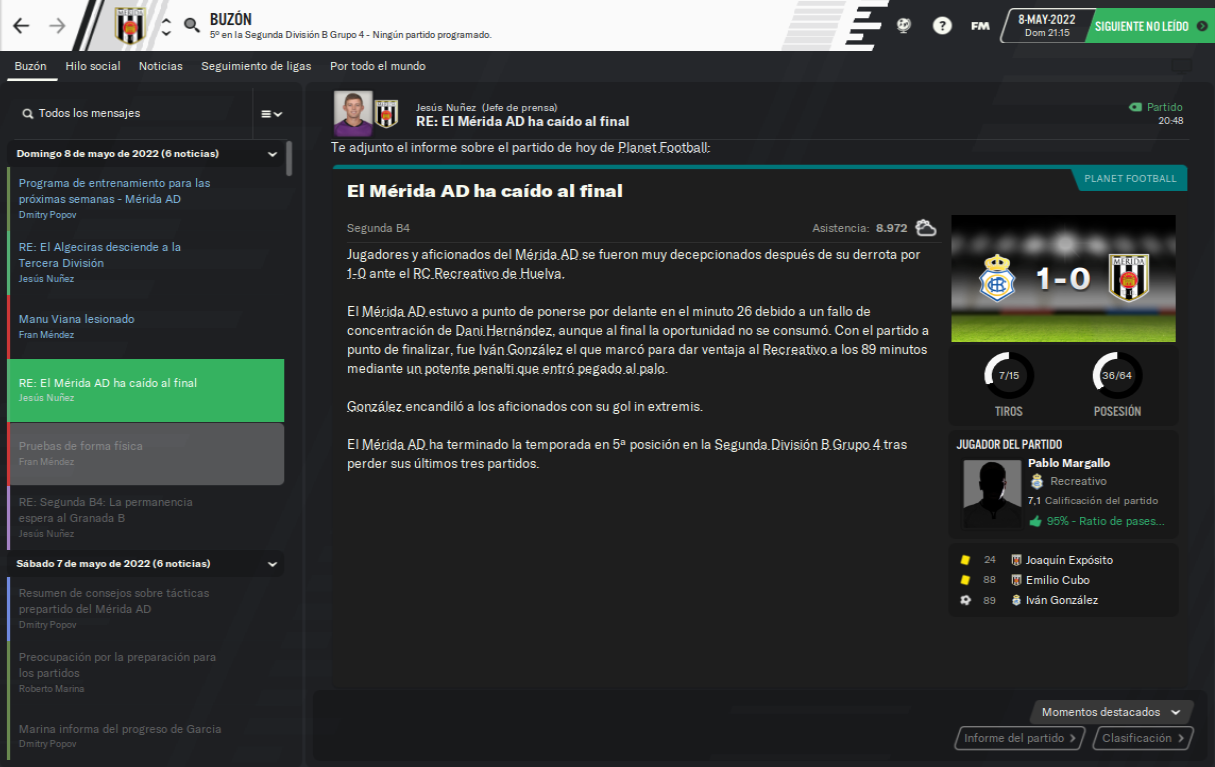 BUZÓN
5º en la Segunda División B Grupo 4 - Ningún partido programado.
?
FM
8-MAY-2022
Dom 21:15
SIGUIENTE NO LEÍDO
Buzón
Hilo social
Noticias
Seguimiento de ligas
Por todo el mundo
Todos los mensajes
Domingo 8 de mayo de 2022 (6 noticias)
Programa de entrenamiento para las
próximas semanas - Mérida AD
Dmitry Popov
RE: El Algeciras desciende a la
Tercera División
Jesús Nuñez
Manu Viana lesionado
Fran Méndez
RE: El Mérida AD ha caído al final
Jesús Nuñez
Pruebas de forma física
Fran Méndez
RE: Segunda B4: La permanencia
espera al Granada B
Jesús Nuñez
Sábado 7 de mayo de 2022 (6 noticias)
Resumen de consejos sobre tácticas
prepartido del Mérida AD
Dmitry Popov
Preocupación por la preparación para
los partidos
Roberto Marina
Marina informa del progreso de Garcia
Dmitry Popov
Jesús Nuñez (Jefe de prensa)
RE: El Mérida AD ha caído al final
Partido
20:48
Te adjunto el informe sobre el partido de hoy de Planet Football:
PLANET FOOTBALL
El Mérida AD ha caído al final
Segunda B4
Asistencia: 8.972
Jugadores y aficionados del Mérida AD se fueron muy decepcionados después de su derrota por
1-0 ante el RC Recreativo de Huelva.
El Mérida AD estuvo a punto de ponerse por delante en el minuto 26 debido a un fallo de
concentración de Dani Hernández, aunque al final la oportunidad no se consumó. Con el partido a
punto de finalizar, fue Iván González el que marcó para dar ventaja al Recreativo a los 89 minutos
mediante un potente penalti que entró pegado al palo.
González encandiló a los aficionados con su gol in extremis.
El Mérida AD ha terminado la temporada en 5ª posición en la Segunda División B Grupo 4 tras
perder sus últimos tres partidos.
1-0
MÉRIDA
7/15
TIROS
36/64
POSESIÓN
JUGADOR DEL PARTIDO
Pablo Margallo
Recreativo
7,1 Calificación del partido
95% - Ratio de pases...
24 Joaquín Expósito
88 Emilio Cubo
89 Iván González
Momentos destacados
Informe del partido
Clasificación